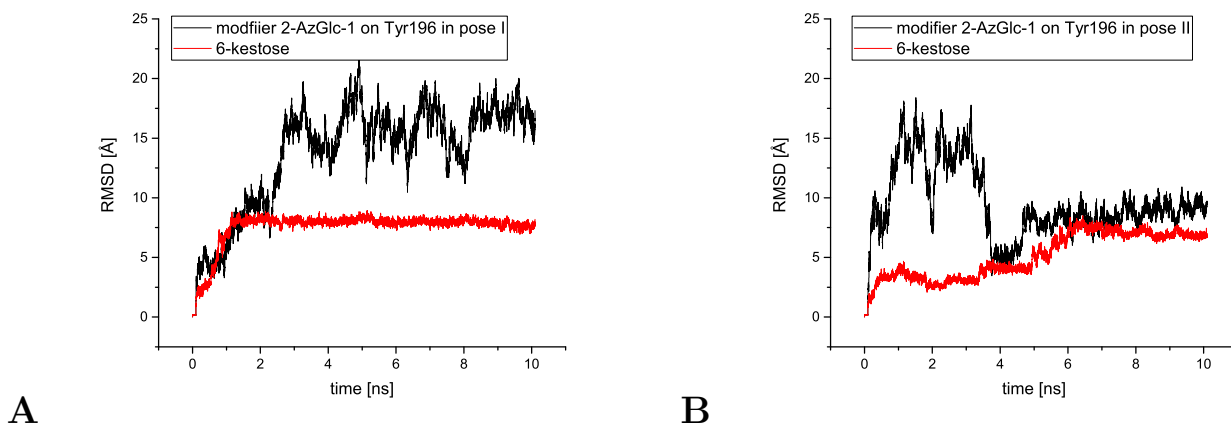 25
20
15
10
5
0
RMSD [Å]
modfiier 2-AzGlc-1 on Tyr196 in pose I
6-kestose
0 2 4 6 8 10
time [ns]
A
25
20
15
10
5
0
RMSD [Å]
modifier 2-AzGlc-1 on Tyr196 in pose II
6-kestose
0 2 4 6 8 10
time [ns]
B